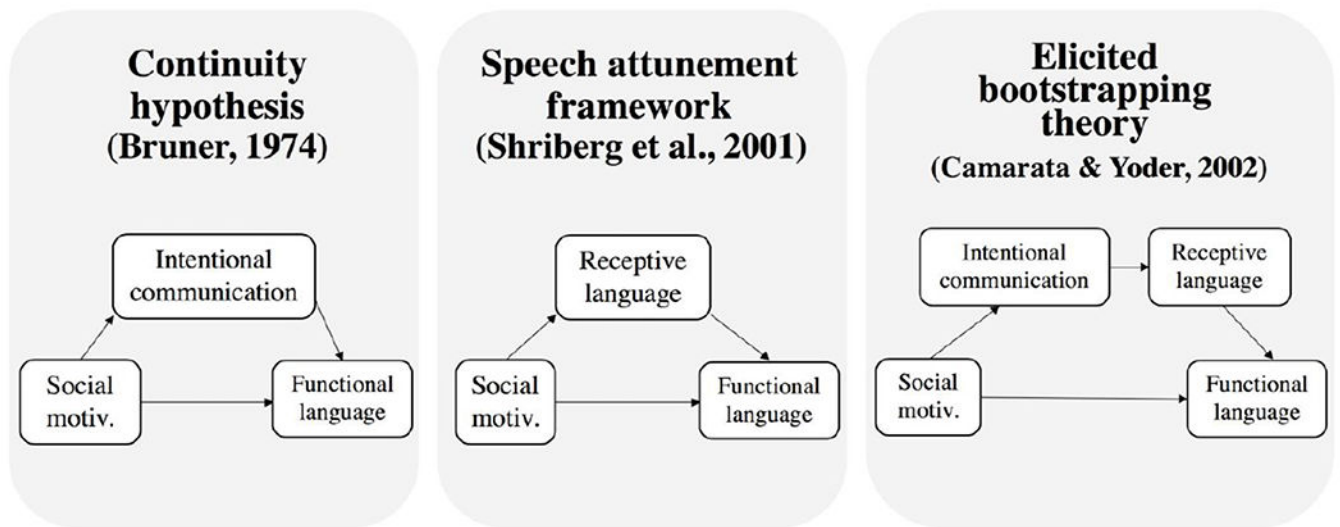 Continuity
hypothesis
(Bruner, 1974)
Intentional
communication
Social
motiv.
Functional
language
Speech attunement
framework
(Shriberg et al., 2001)
Receptive
language
Social
motiv.
Functional
language
Elicited
bootstrapping
theory
(Camarata & Yoder, 2002)
Intentional
communication
Receptive
language
Social
motiv.
Functional
language